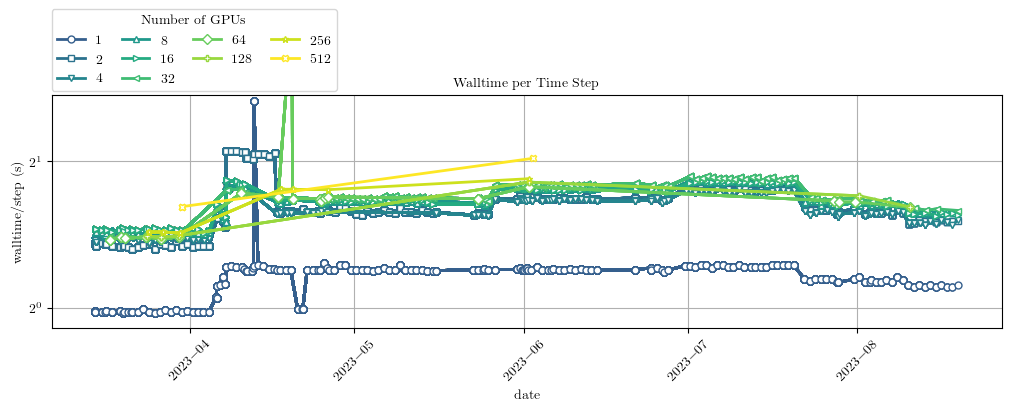 Number of GPUs
1 8 64 256
2 16 128 512
4 32
Walltime per Time Step
walltime/step (s)
2^1
2^0
2023−04 2023−05 2023−06 2023−07 2023−08
date